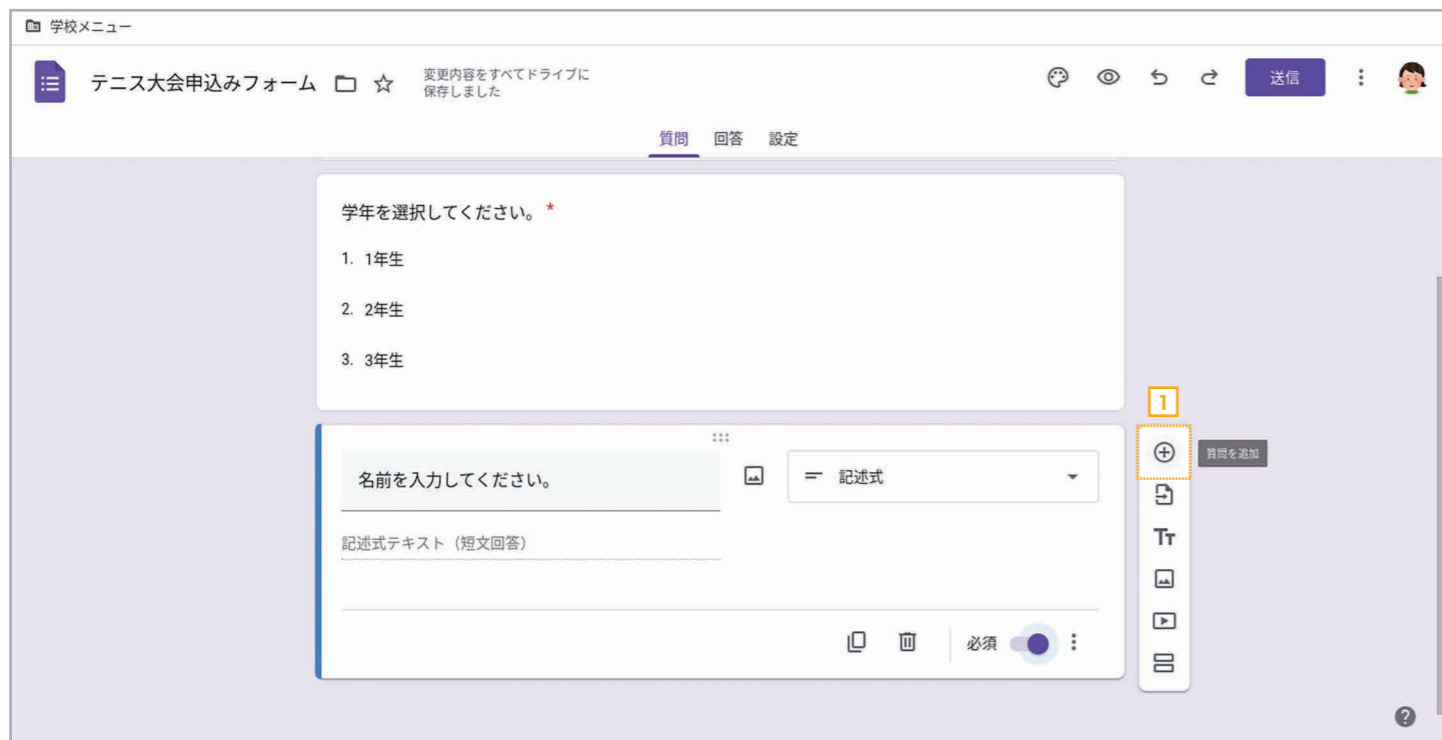 学校メニュー
テニス大会申込みフォーム
変更内容をすべてドライブに
保存しました
送信
質問 回答 設定
学年を選択してください。 *
1. 1年生
2. 2年生
3. 3年生
1
質問を追加
名前を入力してください。
記述式
記述式テキスト（短文回答）
Tт
必須